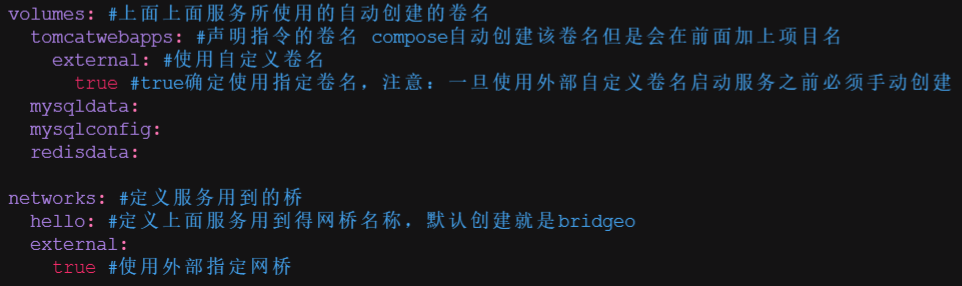 volumes: #上面上面服务所使用的自动创建的卷名
tomcatwebapps: #声明指令的卷名 compose自动创建该卷名但是会在前面加上项目名
external: #使用自定义卷名
true #true确定使用指定卷名，注意：一旦使用外部自定义卷名启动服务之前必须手动创建
mysqldata:
mysqlconfig:
redisdata:
networks: #定义服务用到的桥
hello: #定义上面服务用到得网桥名称，默认创建就是bridgeo
external:
true #使用外部指定网桥